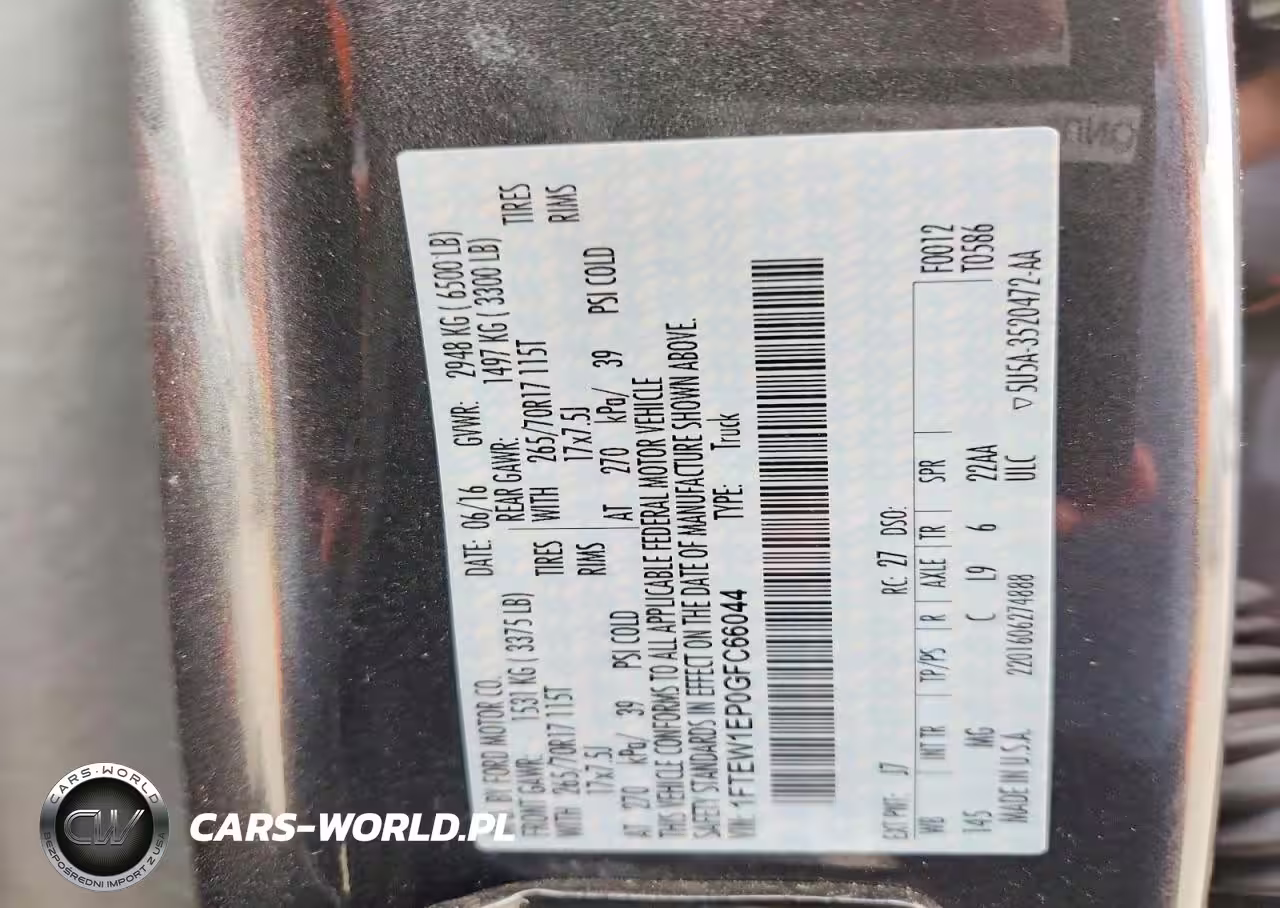 BY FORD MOTOR CO.
DATE: 06/16 GVWR: 2948 KG ( 6500 LB)
FRONT GAWR: 1531 KG ( 3375 LB)
REAR GAWR: 1497 KG ( 3300 LB)
WITH 265/70R17 115T TIRES
WITH 265/70R17 115T TIRES
17x7.5J RIMS
17x7.5J RIMS
AT 270 kPa/ 39 PSI COLD
AT 270 kPa/ 39 PSI COLD
THIS VEHICLE CONFORMS TO ALL APPLICABLE FEDERAL MOTOR VEHICLE
SAFETY STANDARDS IN EFFECT ON THE DATE OF MANUFACTURE SHOWN ABOVE.
VIN: 1FTEW1EP0GFC66044 TYPE: Truck
EXT PNT: J7 RC: 27 DSO:
WB INT TR TP/PS R AXLE TR SPR
F0012
145 MG C L9 6 22AA T0586
MADE IN U.S.A. 220160627488B ULC 5U5A-3520472-AA
CARS-WORLD
CW
BEZPOŚREDNI IMPORT Z USA
CARS-WORLD.PL